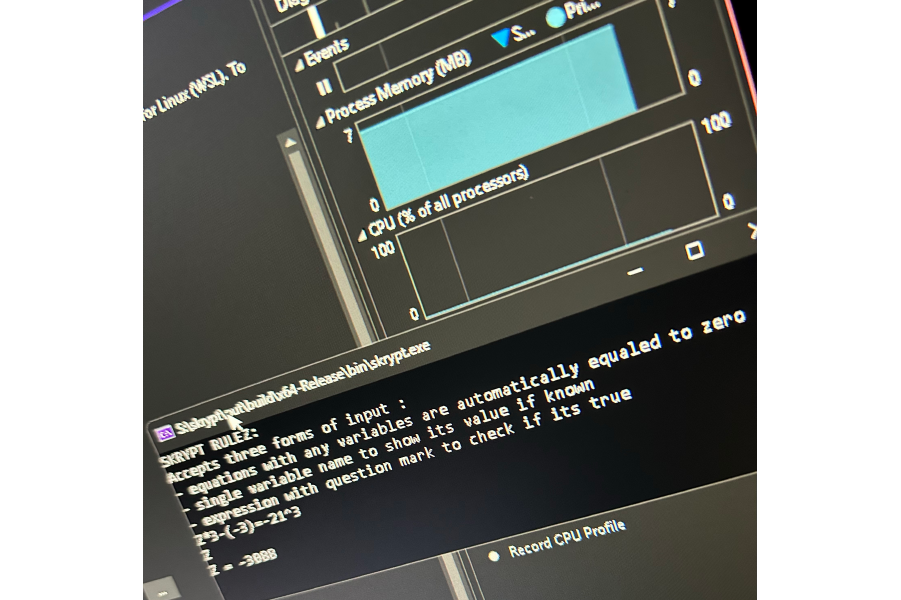 Events
S... Pri...
for Linux (WSL). To
Process Memory (MB)
7
0
0
CPU (% of all processors)
100
100
0
0
S:\skrypt\out\build\x64-Release\bin\skrypt.exe
SKRYPT RULEZ:
Accepts three forms of input :
- equations with any variables are automatically equaled to zero
- single variable name to show its value if known
- expression with question mark to check if its true
z*3-(-3)=-21^3
z
z = -3088
Record CPU Profile